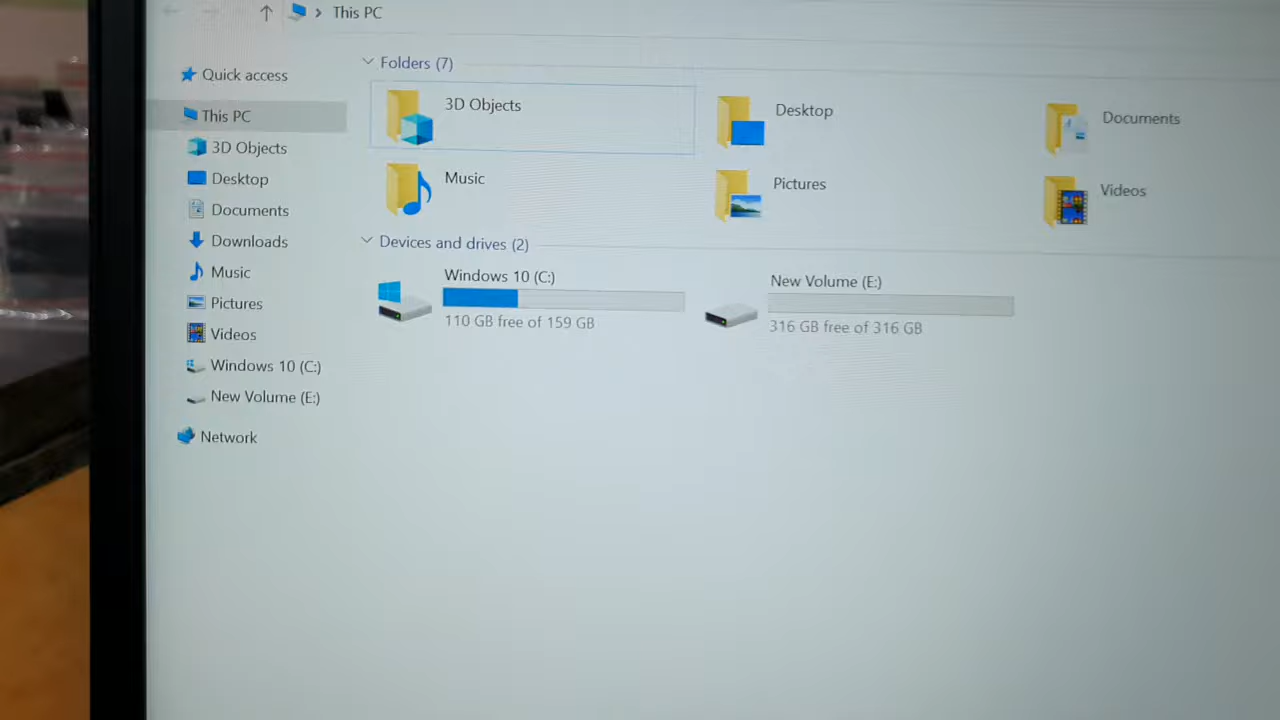 This PC
Quick access
This PC
3D Objects
Desktop
Documents
Downloads
Music
Pictures
Videos
Windows 10 (C:)
New Volume (E:)
Network
Folders (7)
3D Objects
Desktop
Documents
Music
Pictures
Videos
Devices and drives (2)
Windows 10 (C:)
110 GB free of 159 GB
New Volume (E:)
316 GB free of 316 GB